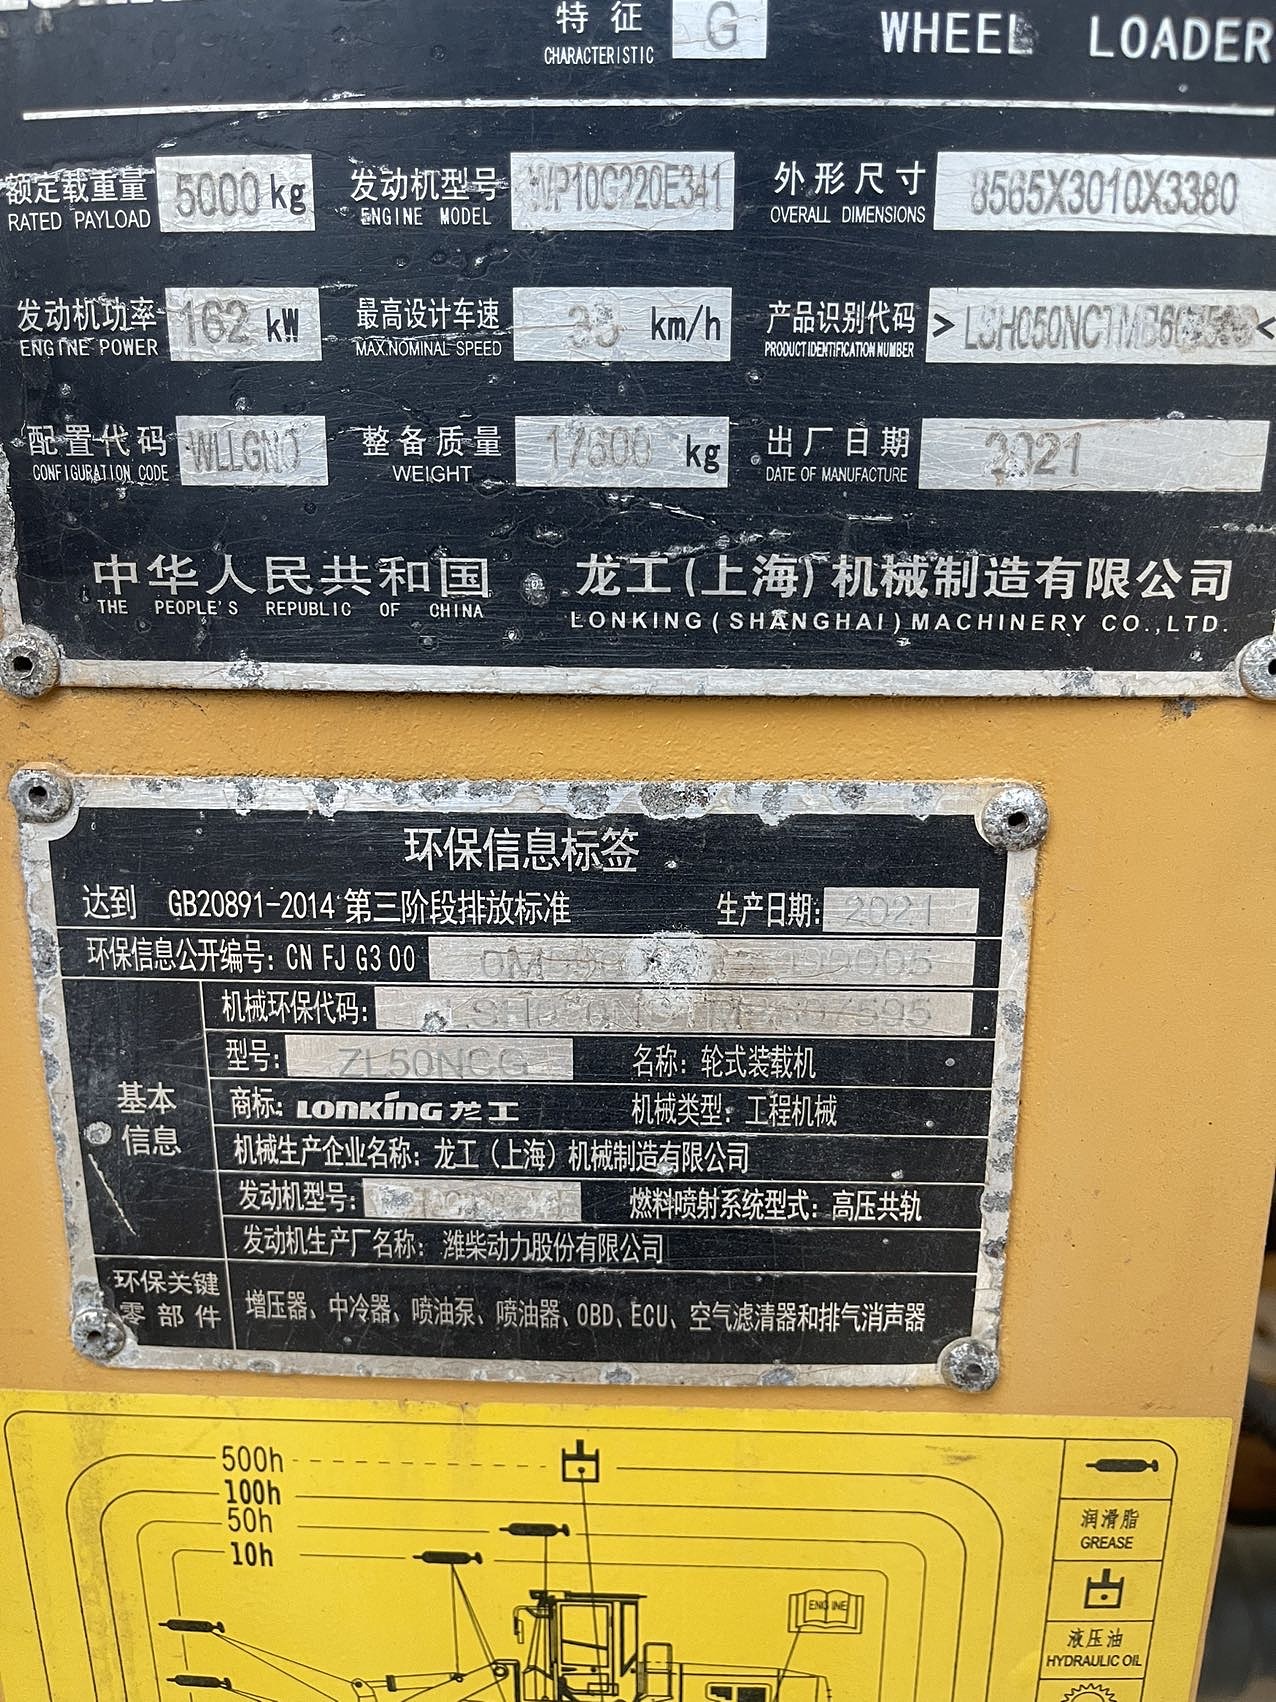 特征 G WHEEL LOADER
CHARACTERISTIC
额定载重量 5000 kg 发动机型号 WP10G220E341 外形尺寸 8565X3010X3380
RATED PAYLOAD ENGINE MODEL OVERALL DIMENSIONS
发动机功率 162 kW 最高设计车速 km/h 产品识别代码 > <
ENGINE POWER MAX.NOMINAL SPEED PRODUCT IDENTIFICATION NUMBER
配置代码 整备质量 17600 kg 出厂日期 2021
CONFIGURATION CODE WEIGHT DATE OF MANUFACTURE
中华人民共和国 龙工(上海)机械制造有限公司
THE PEOPLE'S REPUBLIC OF CHINA LONKING (SHANGHAI) MACHINERY CO.,LTD.
环保信息标签
达到 GB20891-2014 第三阶段排放标准 生产日期: 2021
环保信息公开编号: CN FJ G3 00
机械环保代码:
型号: ZL50NCG 名称: 轮式装载机
基本信息
商标: LONKING 龙工 机械类型: 工程机械
机械生产企业名称: 龙工 (上海) 机械制造有限公司
发动机型号: 燃料喷射系统型式: 高压共轨
发动机生产厂名称: 潍柴动力股份有限公司
环保关键零部件 增压器、中冷器、喷油泵、喷油器、OBD、ECU、空气滤清器和排气消声器
500h
100h
50h
10h
润滑脂
GREASE
ENGINE
液压油
HYDRAULIC OIL